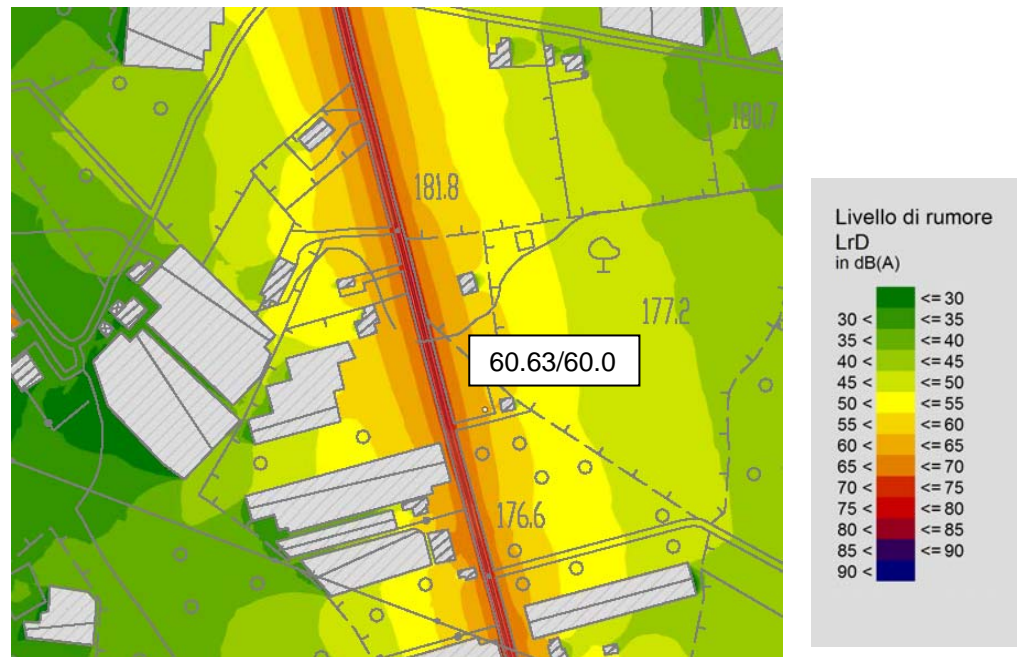 180.7
181.8
177.2
60.63/60.0
176.6
Livello di rumore
LrD
in dB(A)
<= 30
30 < <= 35
35 < <= 40
40 < <= 45
45 < <= 50
50 < <= 55
55 < <= 60
60 < <= 65
65 < <= 70
70 < <= 75
75 < <= 80
80 < <= 85
85 < <= 90
90 <